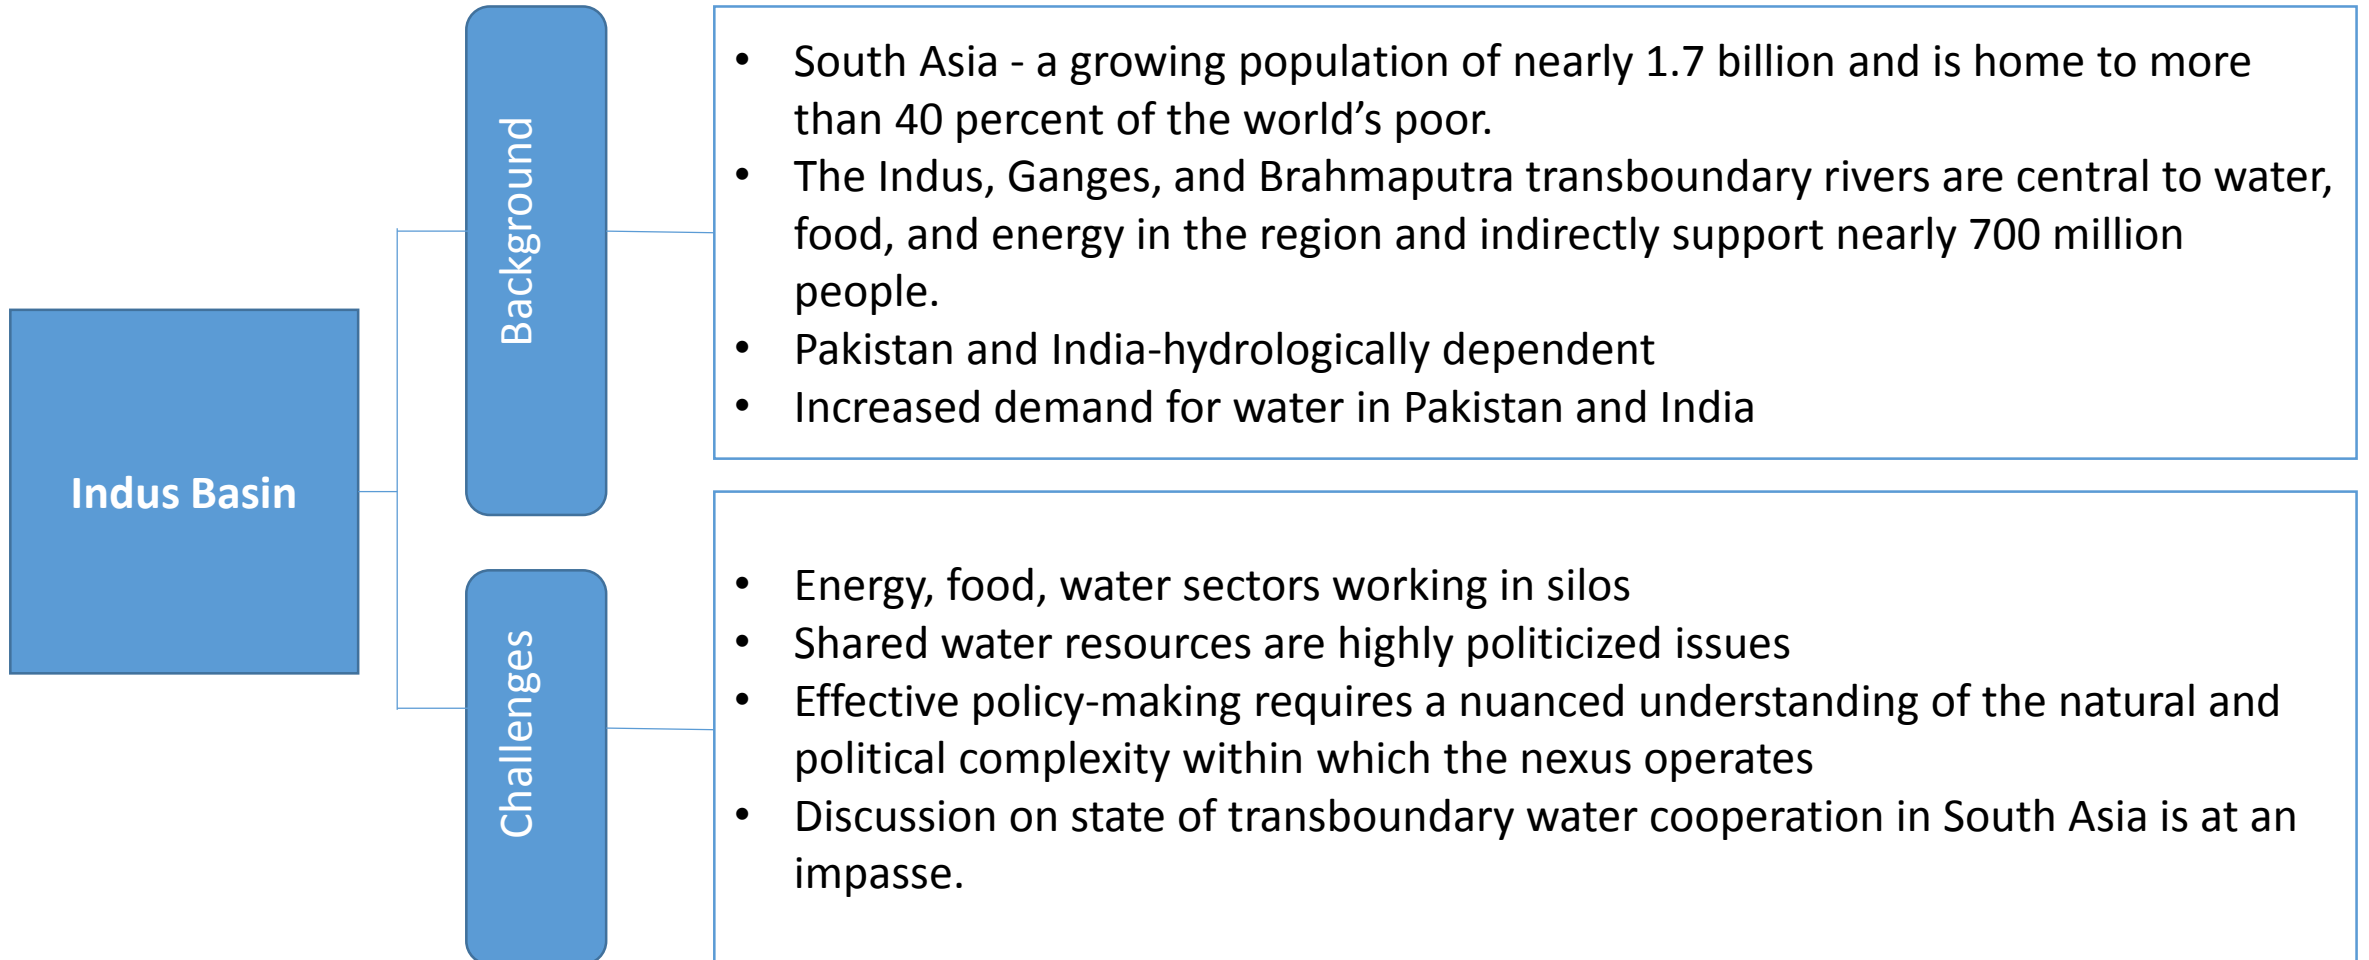 Indus Basin
Background
• South Asia - a growing population of nearly 1.7 billion and is home to more
than 40 percent of the world’s poor.
• The Indus, Ganges, and Brahmaputra transboundary rivers are central to water,
food, and energy in the region and indirectly support nearly 700 million
people.
• Pakistan and India-hydrologically dependent
• Increased demand for water in Pakistan and India
Challenges
• Energy, food, water sectors working in silos
• Shared water resources are highly politicized issues
• Effective policy-making requires a nuanced understanding of the natural and
political complexity within which the nexus operates
• Discussion on state of transboundary water cooperation in South Asia is at an
impasse.